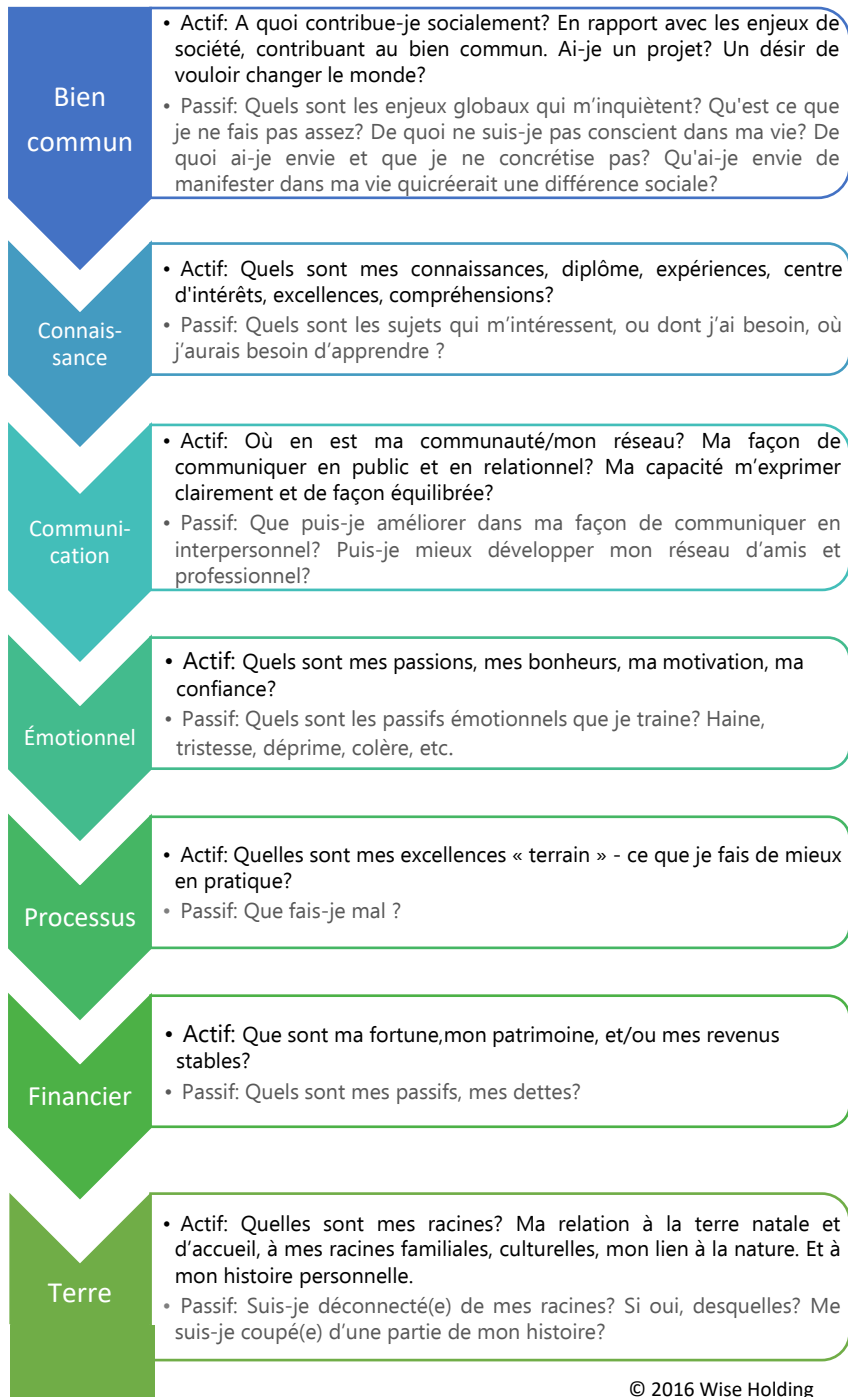 Bien
commun
• Actif: A quoi contribue-je socialement? En rapport avec les enjeux de
société, contribuant au bien commun. Ai-je un projet? Un désir de
vouloir changer le monde?
• Passif: Quels sont les enjeux globaux qui m'inquiètent? Qu'est ce que
je ne fais pas assez? De quoi ne suis-je pas conscient dans ma vie? De
quoi ai-je envie et que je ne concrétise pas? Qu'ai-je envie de
manifester dans ma vie quicréerait une différence sociale?
Connais-
sance
• Actif: Quels sont mes connaissances, diplôme, expériences, centre
d'intérêts, excellences, compréhensions?
• Passif: Quels sont les sujets qui m'intéressent, ou dont j'ai besoin, où
j'aurais besoin d'apprendre ?
Communi-
cation
• Actif: Où en est ma communauté/mon réseau? Ma façon de
communiquer en public et en relationnel? Ma capacité m'exprimer
clairement et de façon équilibrée?
• Passif: Que puis-je améliorer dans ma façon de communiquer en
interpersonnel? Puis-je mieux développer mon réseau d'amis et
professionnel?
Émotionnel
• Actif: Quels sont mes passions, mes bonheurs, ma motivation, ma
confiance?
• Passif: Quels sont les passifs émotionnels que je traine? Haine,
tristesse, déprime, colère, etc.
Processus
• Actif: Quelles sont mes excellences « terrain » - ce que je fais de mieux
en pratique?
• Passif: Que fais-je mal ?
Financier
• Actif: Que sont ma fortune,mon patrimoine, et/ou mes revenus
stables?
• Passif: Quels sont mes passifs, mes dettes?
Terre
• Actif: Quelles sont mes racines? Ma relation à la terre natale et
d'accueil, à mes racines familiales, culturelles, mon lien à la nature. Et à
mon histoire personnelle.
• Passif: Suis-je déconnecté(e) de mes racines? Si oui, desquelles? Me
suis-je coupé(e) d'une partie de mon histoire?
© 2016 Wise Holding